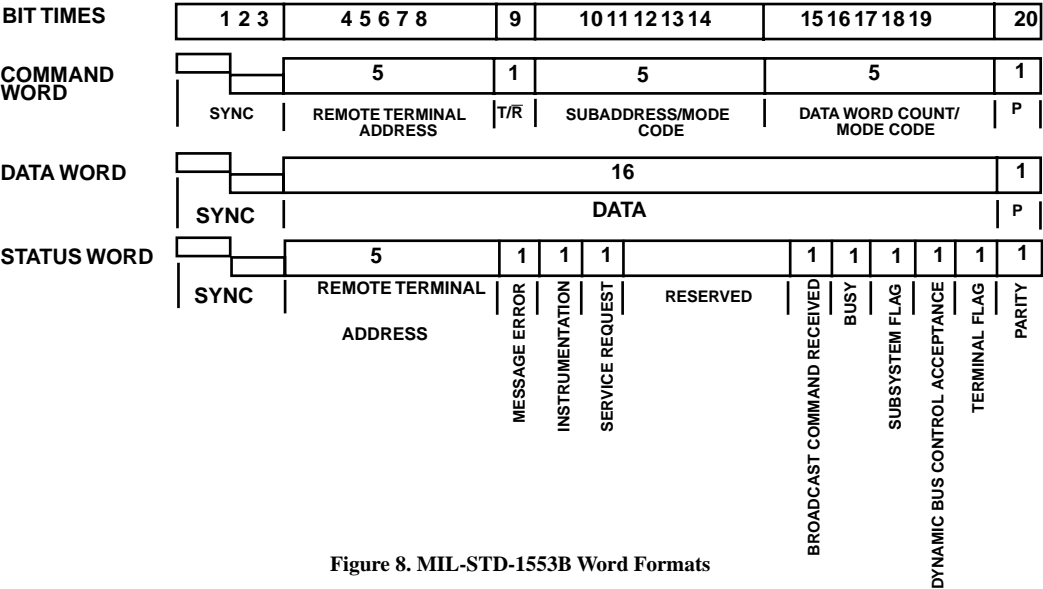 BIT TIMES 1 2 3 4 5 6 7 8 9 10 11 12 13 14 15 16 17 18 19 20
COMMAND WORD 5 1 5 5 1
SYNC REMOTE TERMINAL ADDRESS T/R̅ SUBADDRESS/MODE CODE DATA WORD COUNT/ MODE CODE P
DATA WORD 16 1
SYNC DATA P
STATUS WORD 5 1 1 1 1 1 1 1 1 1
SYNC REMOTE TERMINAL ADDRESS
MESSAGE ERROR
INSTRUMENTATION
SERVICE REQUEST
RESERVED
BROADCAST COMMAND RECEIVED
BUSY
SUBSYSTEM FLAG
DYNAMIC BUS CONTROL ACCEPTANCE
TERMINAL FLAG
PARITY
Figure 8. MIL-STD-1553B Word Formats